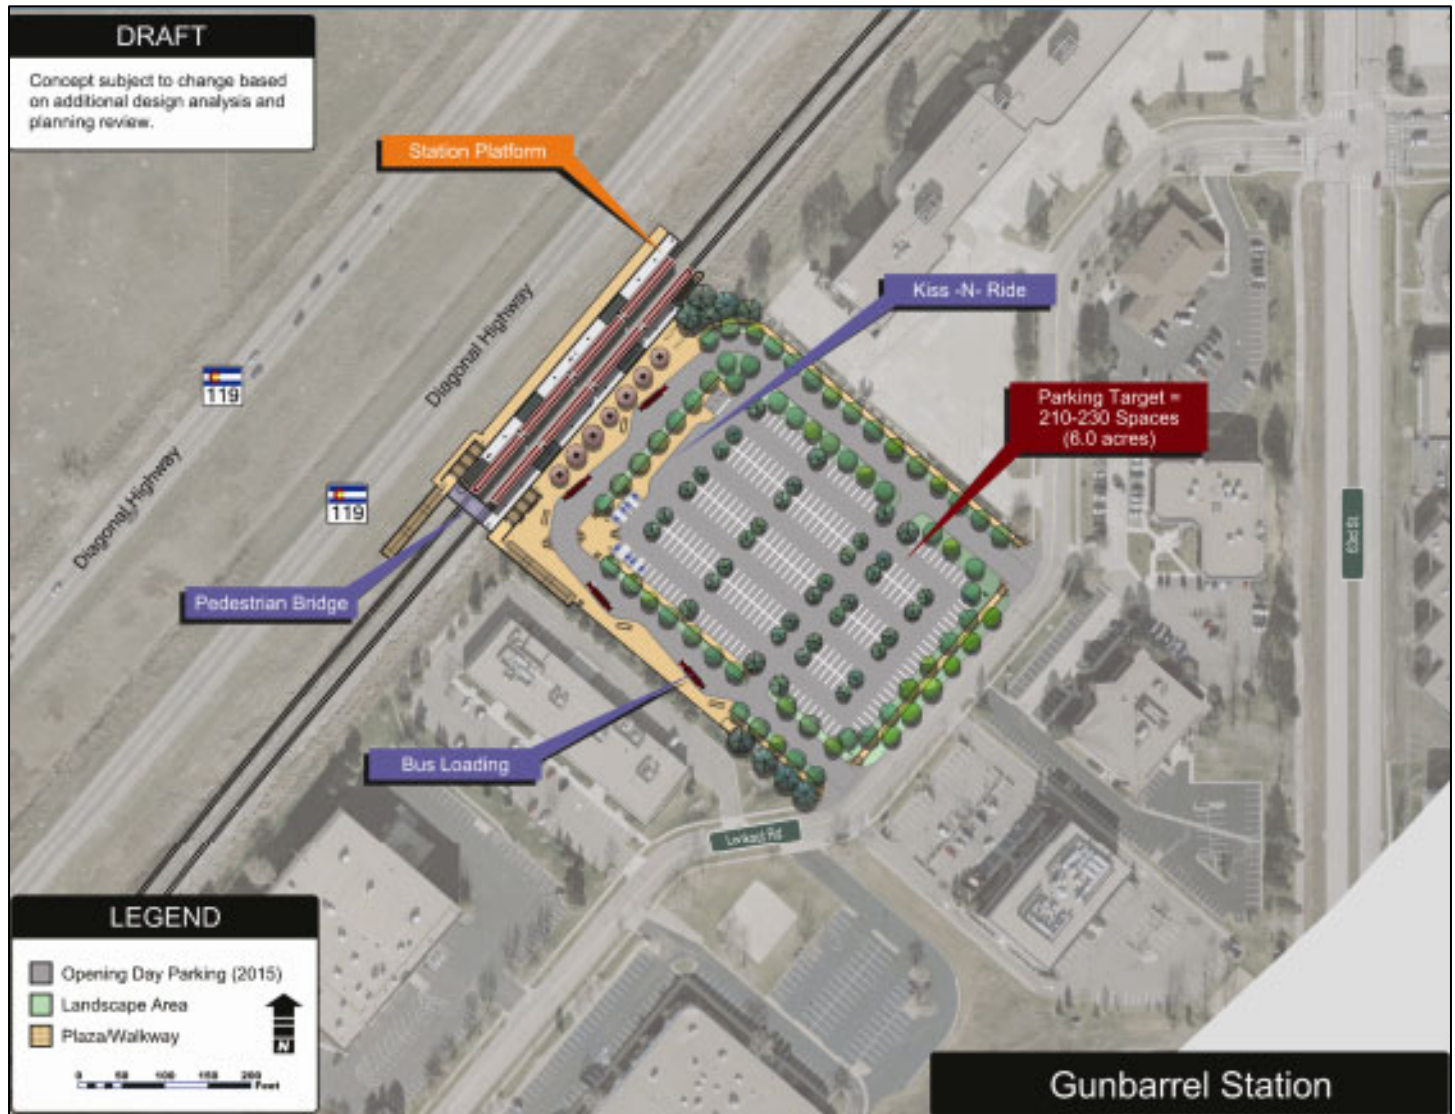 DRAFT
Concept subject to change based
on additional design analysis and
planning review.
Station Platform
Kiss -N- Ride
Diagonal Highway
119
Parking Target =
210-230 Spaces
(6.0 acres)
119
Diagonal Highway
63rd St
Pedestrian Bridge
Bus Loading
Lookout Rd
LEGEND
Opening Day Parking (2015)
Landscape Area
Plaza/Walkway
N
0 50 100 150 200
Feet
Gunbarrel Station